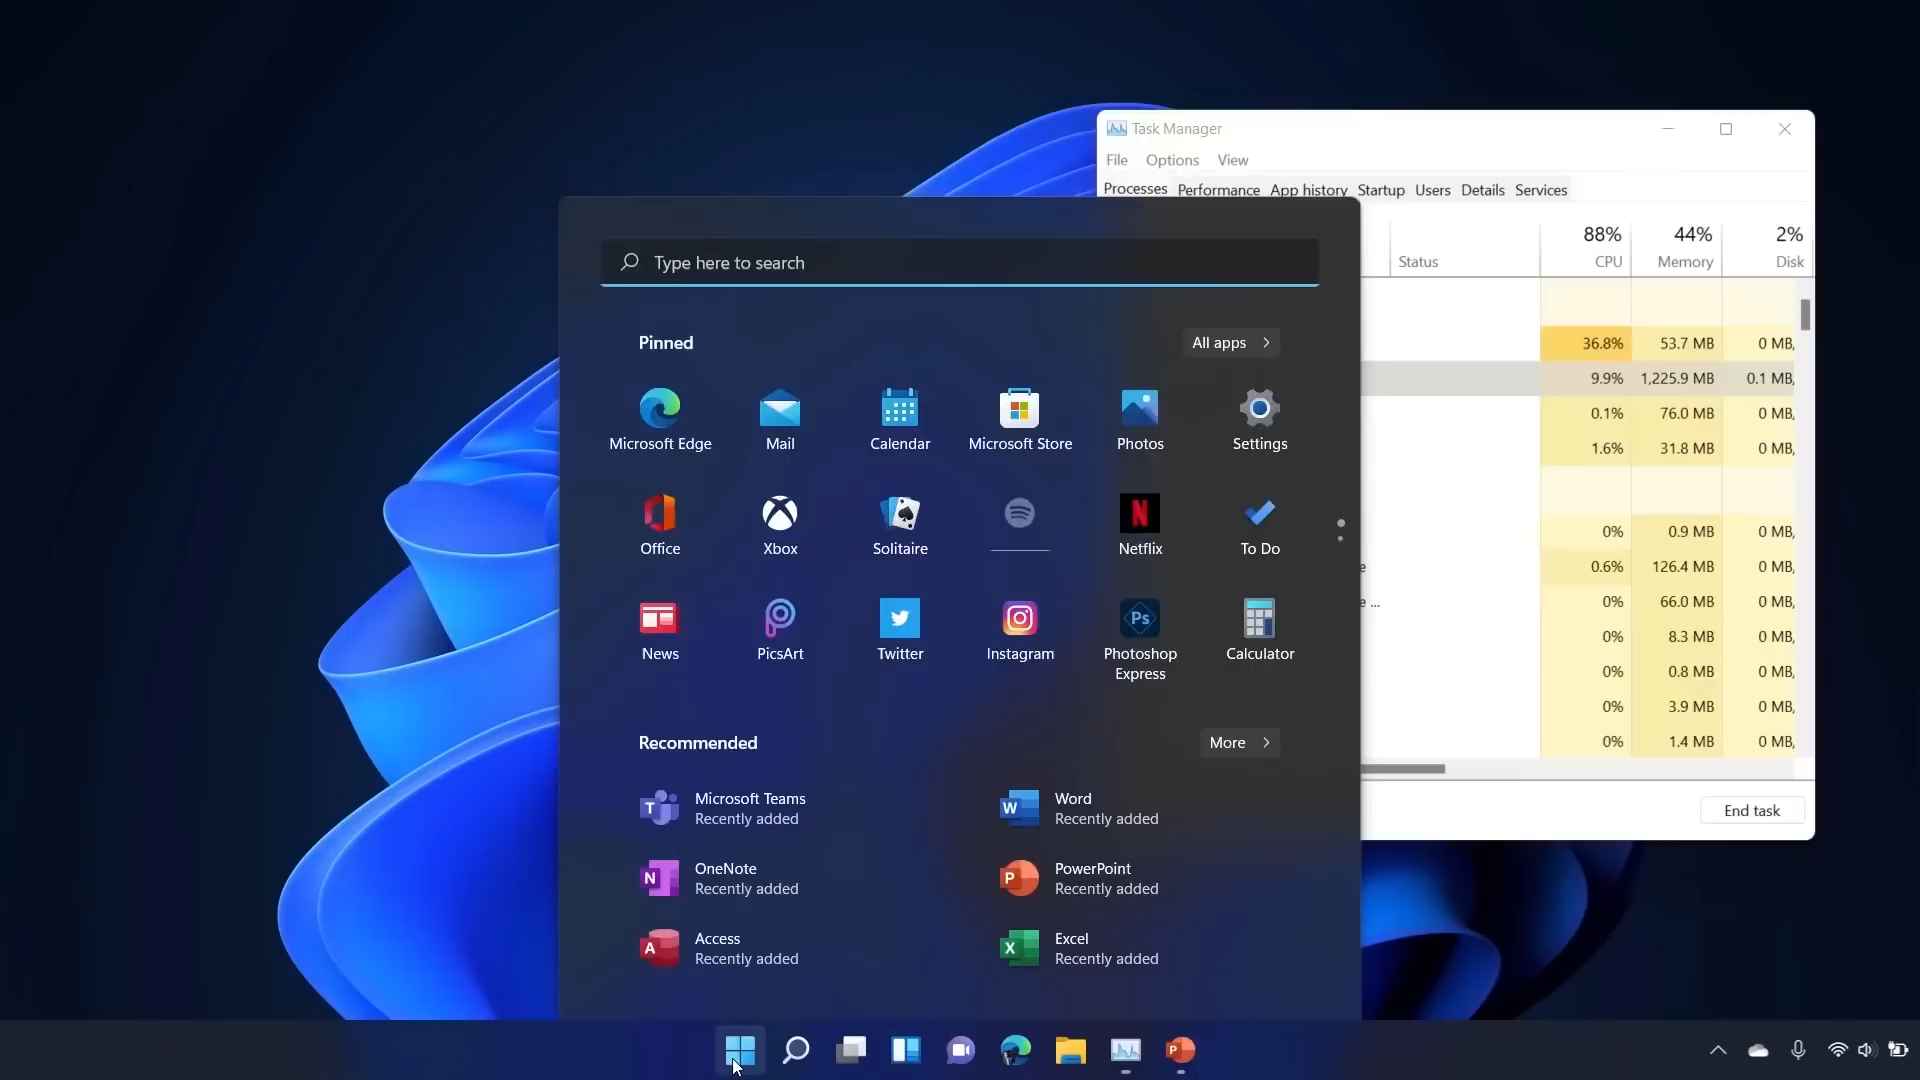 Task Manager
File Options View
Processes Performance App history Startup Users Details Services
88% 44% 2%
Status CPU Memory Disk
36.8% 53.7 MB 0 MB,
9.9% 1,225.9 MB 0.1 MB,
0.1% 76.0 MB 0 MB,
1.6% 31.8 MB 0 MB,
0% 0.9 MB 0 MB,
e 0.6% 126.4 MB 0 MB,
e ... 0% 66.0 MB 0 MB,
0% 8.3 MB 0 MB,
0% 0.8 MB 0 MB,
0% 3.9 MB 0 MB,
0% 1.4 MB 0 MB,
End task
Type here to search
Pinned All apps
Microsoft Edge Mail Calendar Microsoft Store Photos Settings
Office Xbox Solitaire Netflix To Do
News PicsArt Twitter Instagram Photoshop Calculator
Express
Recommended More
Microsoft Teams Word
Recently added Recently added
OneNote PowerPoint
Recently added Recently added
Access Excel
Recently added Recently added